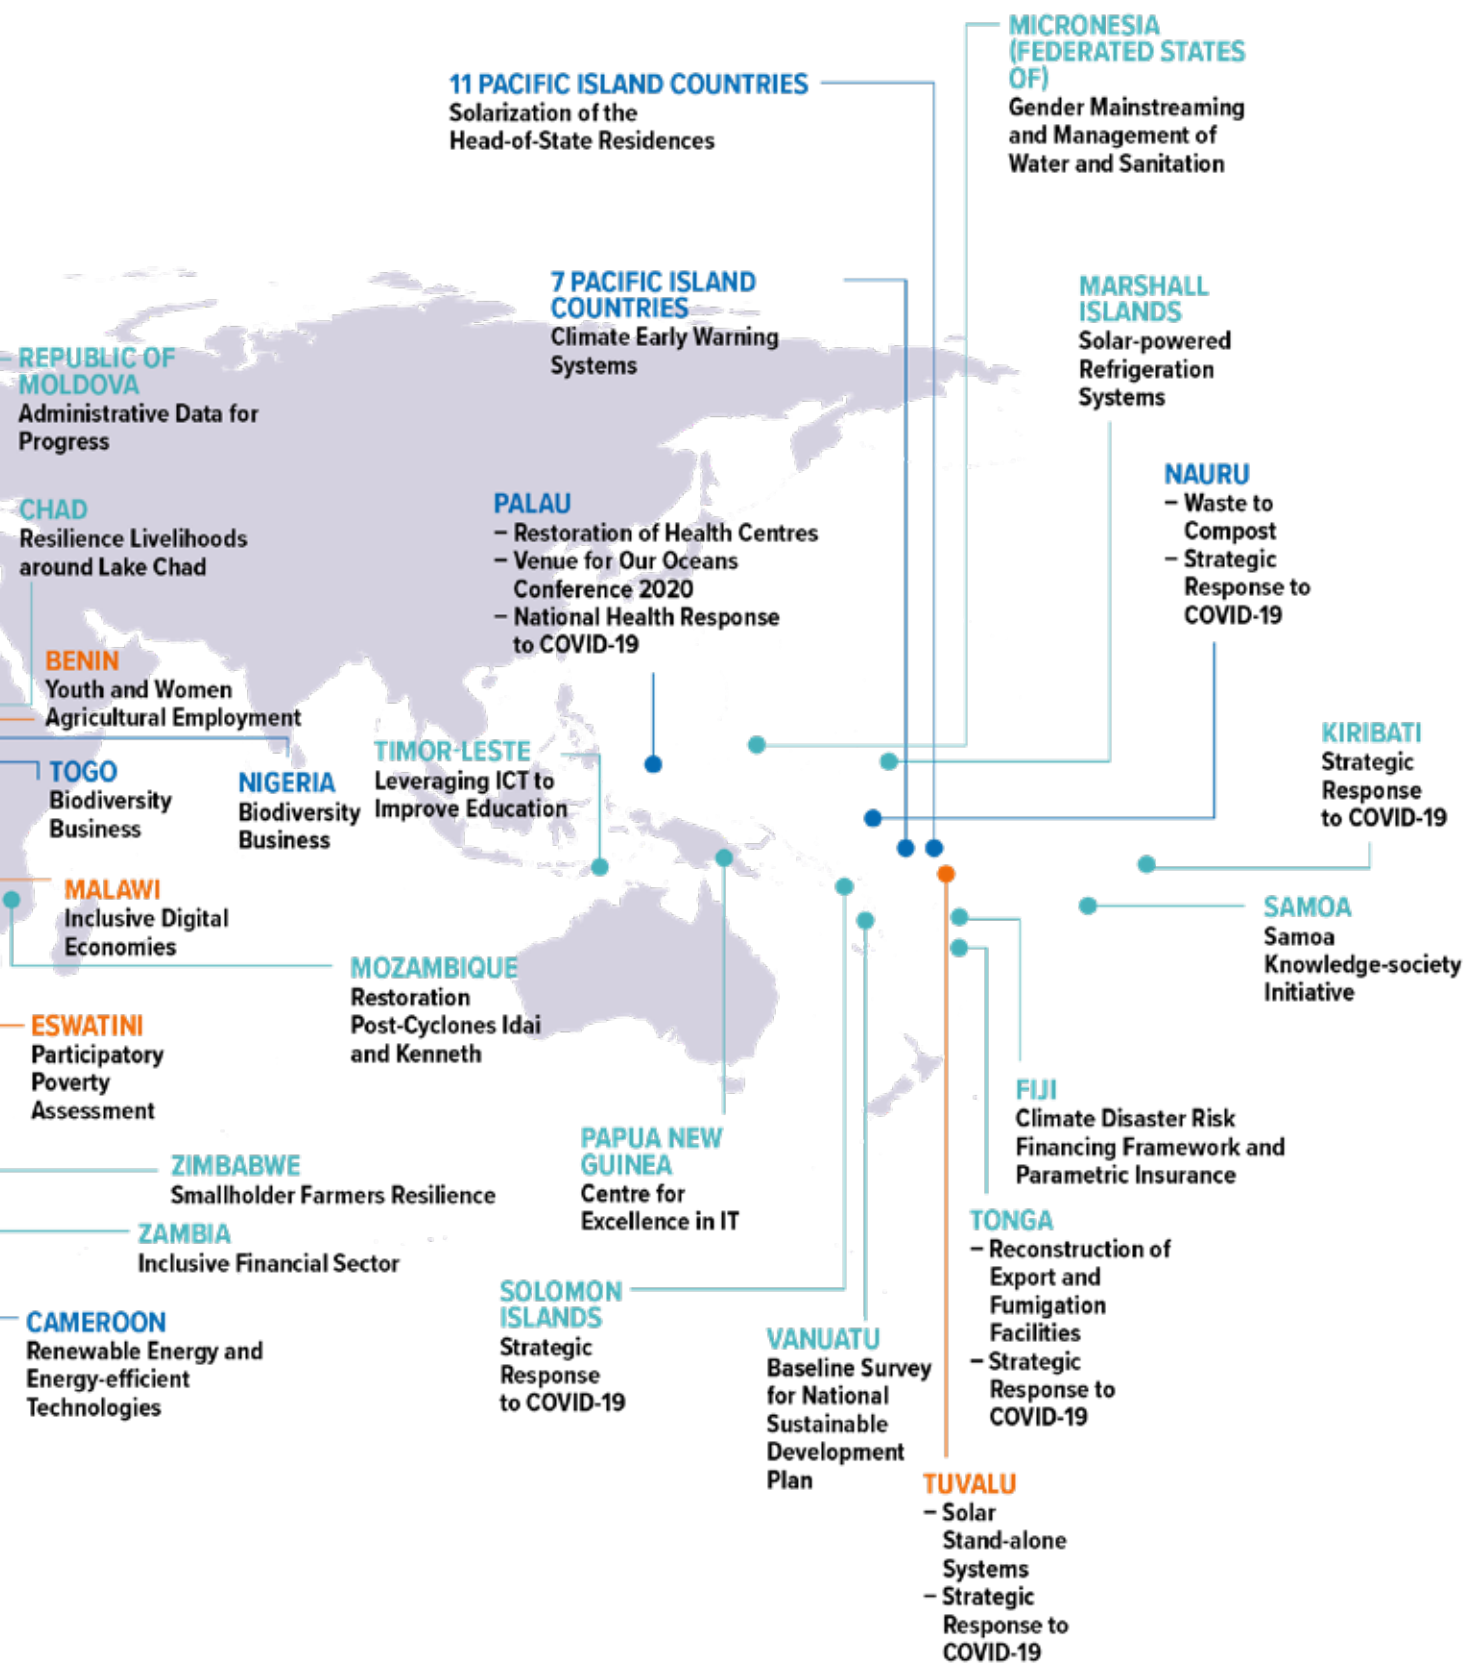 MICRONESIA
(FEDERATED STATES
OF)
Gender Mainstreaming
and Management of
Water and Sanitation
11 PACIFIC ISLAND COUNTRIES
Solarization of the
Head-of-State Residences
7 PACIFIC ISLAND
COUNTRIES
Climate Early Warning
Systems
MARSHALL
ISLANDS
Solar-powered
Refrigeration
Systems
REPUBLIC OF
MOLDOVA
Administrative Data for
Progress
NAURU
– Waste to
Compost
– Strategic
Response to
COVID-19
CHAD
Resilience Livelihoods
around Lake Chad
PALAU
– Restoration of Health Centres
– Venue for Our Oceans
Conference 2020
– National Health Response
to COVID-19
BENIN
Youth and Women
Agricultural Employment
KIRIBATI
Strategic
Response
to COVID-19
TOGO
Biodiversity
Business
NIGERIA
Biodiversity
Business
TIMOR-LESTE
Leveraging ICT to
Improve Education
MALAWI
Inclusive Digital
Economies
SAMOA
Samoa
Knowledge-society
Initiative
MOZAMBIQUE
Restoration
Post-Cyclones Idai
and Kenneth
ESWATINI
Participatory
Poverty
Assessment
FIJI
Climate Disaster Risk
Financing Framework and
Parametric Insurance
PAPUA NEW
GUINEA
Centre for
Excellence in IT
ZIMBABWE
Smallholder Farmers Resilience
ZAMBIA
Inclusive Financial Sector
TONGA
– Reconstruction of
Export and
Fumigation
Facilities
– Strategic
Response to
COVID-19
SOLOMON
ISLANDS
Strategic
Response
to COVID-19
CAMEROON
Renewable Energy and
Energy-efficient
Technologies
VANUATU
Baseline Survey
for National
Sustainable
Development
Plan
TUVALU
– Solar
Stand-alone
Systems
– Strategic
Response to
COVID-19